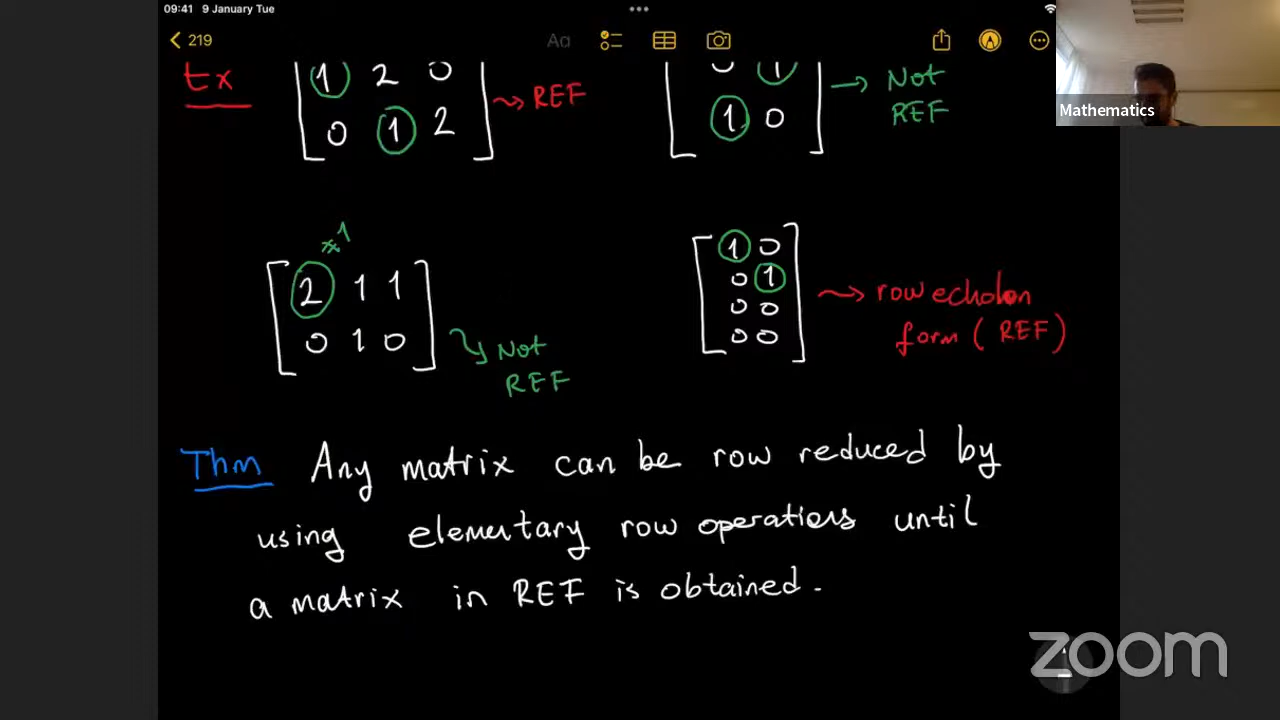 09:41 9 January Tue
219
Aa
Mathematics
Ex
1 2 0
0 1 2
REF
0 1
1 0
Not
REF
≠1
2 1 1
0 1 0
Not
REF
1 0
0 1
0 0
0 0
row echolon
form (REF)
Thm Any matrix can be row reduced by
using elementary row operations until
a matrix in REF is obtained.
zoom